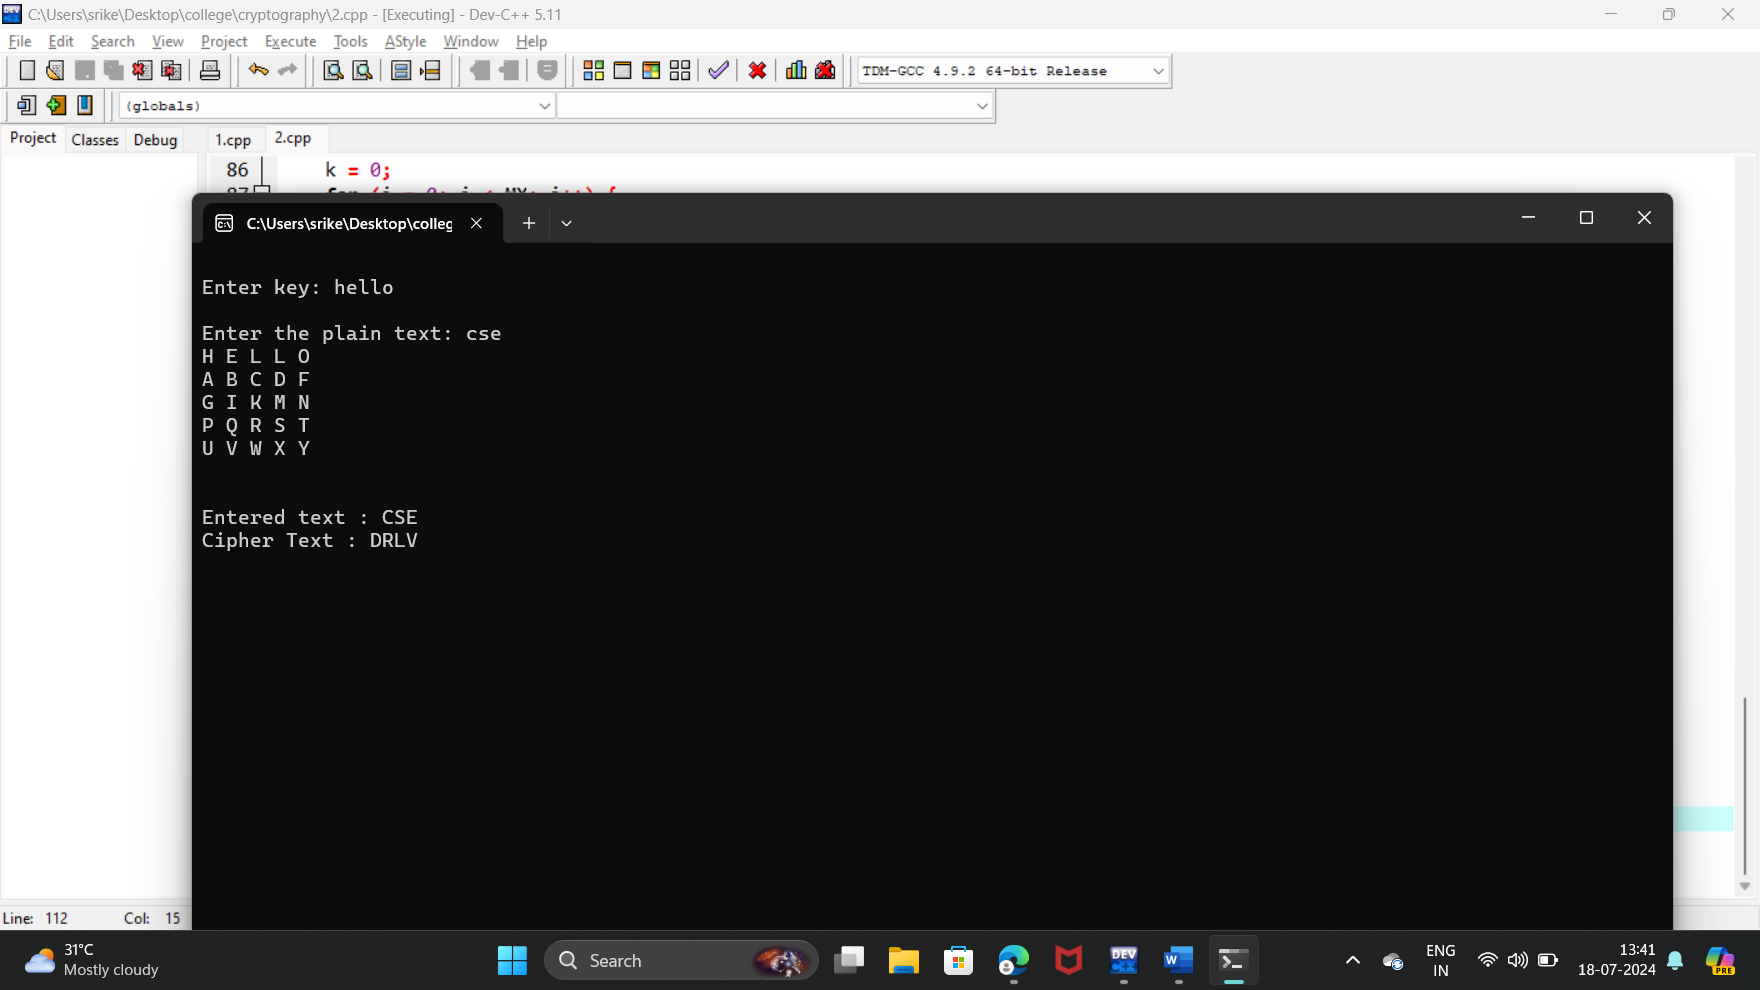 C:\Users\srike\Desktop\college\cryptography\2.cpp - [Executing] - Dev-C++ 5.11
File Edit Search View Project Execute Tools AStyle Window Help
TDM-GCC 4.9.2 64-bit Release
(globals)
Project Classes Debug 1.cpp 2.cpp
86 k = 0;
C:\Users\srike\Desktop\colleg
Enter key: hello
Enter the plain text: cse
H E L L O
A B C D F
G I K M N
P Q R S T
U V W X Y
Entered text : CSE
Cipher Text : DRLV
Line: 112 Col: 15
31°C
Mostly cloudy
Search
DEV
C++
W
ENG
IN
13:41
18-07-2024
PRE